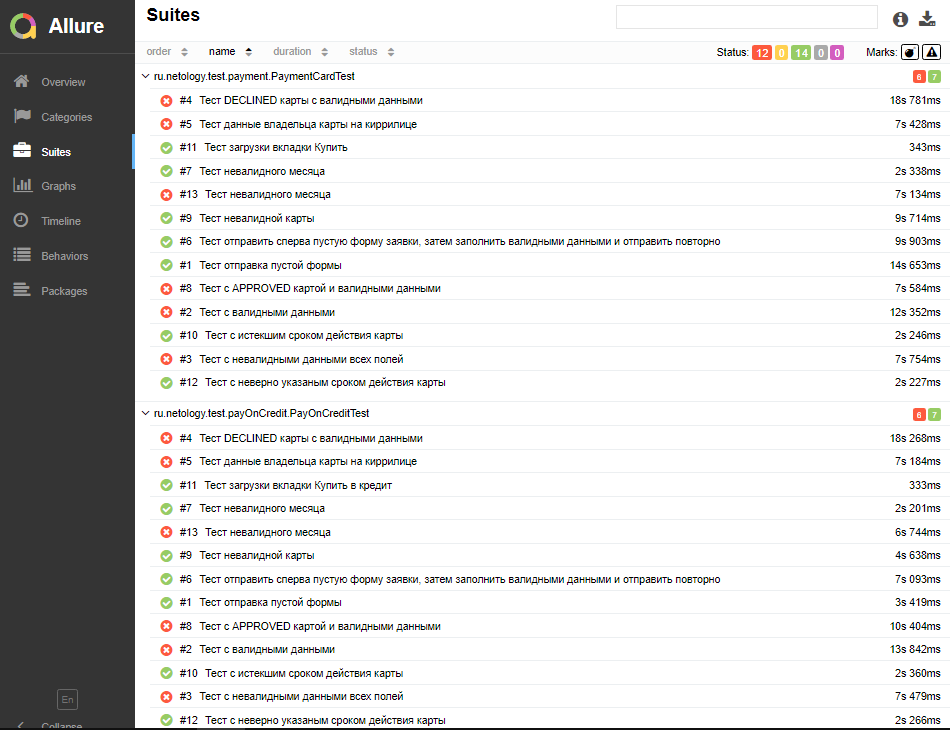 Allure
Overview
Categories
Suites
Graphs
Timeline
Behaviors
Packages
En
Collapse
Suites
order name duration status Status: 12 0 14 0 0 Marks:
ru.netology.test.payment.PaymentCardTest 6 7
#4 Тест DECLINED карты с валидными данными 18s 781ms
#5 Тест данные владельца карты на кириллице 7s 428ms
#11 Тест загрузки вкладки Купить 343ms
#7 Тест невалидного месяца 2s 338ms
#13 Тест невалидного месяца 7s 134ms
#9 Тест невалидной карты 9s 714ms
#6 Тест отправить сперва пустую форму заявки, затем заполнить валидными данными и отправить повторно 9s 903ms
#1 Тест отправка пустой формы 14s 653ms
#8 Тест с APPROVED картой и валидными данными 7s 584ms
#2 Тест с валидными данными 12s 352ms
#10 Тест с истекшим сроком действия карты 2s 246ms
#3 Тест с невалидными данными всех полей 7s 754ms
#12 Тест с неверно указаным сроком действия карты 2s 227ms
ru.netology.test.payOnCredit.PayOnCreditTest 6 7
#4 Тест DECLINED карты с валидными данными 18s 268ms
#5 Тест данные владельца карты на кириллице 7s 184ms
#11 Тест загрузки вкладки Купить в кредит 333ms
#7 Тест невалидного месяца 2s 201ms
#13 Тест невалидного месяца 6s 744ms
#9 Тест невалидной карты 4s 638ms
#6 Тест отправить сперва пустую форму заявки, затем заполнить валидными данными и отправить повторно 7s 093ms
#1 Тест отправка пустой формы 3s 419ms
#8 Тест с APPROVED картой и валидными данными 10s 404ms
#2 Тест с валидными данными 13s 842ms
#10 Тест с истекшим сроком действия карты 2s 360ms
#3 Тест с невалидными данными всех полей 7s 479ms
#12 Тест с неверно указаным сроком действия карты 2s 266ms